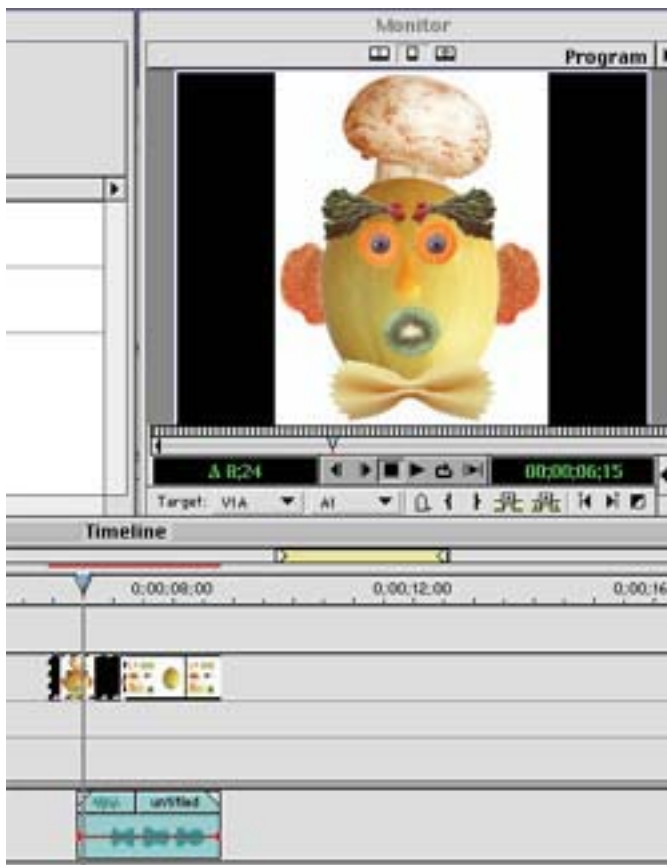 Monitor
Program
Δ 8;24
00;00;06;15
Target: V1A A1
Timeline
0;00;08;00 0;00;12;00 0;00;16
untitled